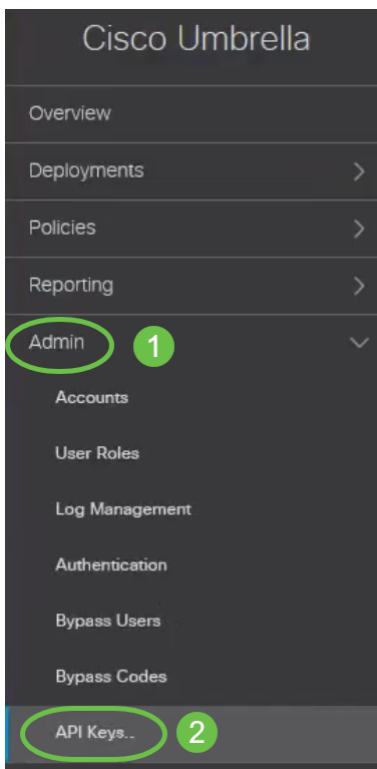 Cisco Umbrella
Overview
Deployments
Policies
Reporting
Admin 1
Accounts
User Roles
Log Management
Authentication
Bypass Users
Bypass Codes
API Keys.. 2